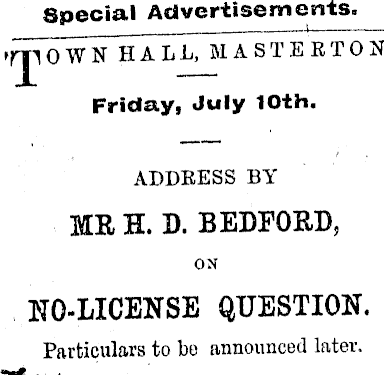 Special Advertisements.
TOWN HALL, MASTERTON
Friday, July 10th.
ADDRESS BY
MR H. D. BEDFORD,
ON
NO-LICENSE QUESTION.
Particulars to be announced later.